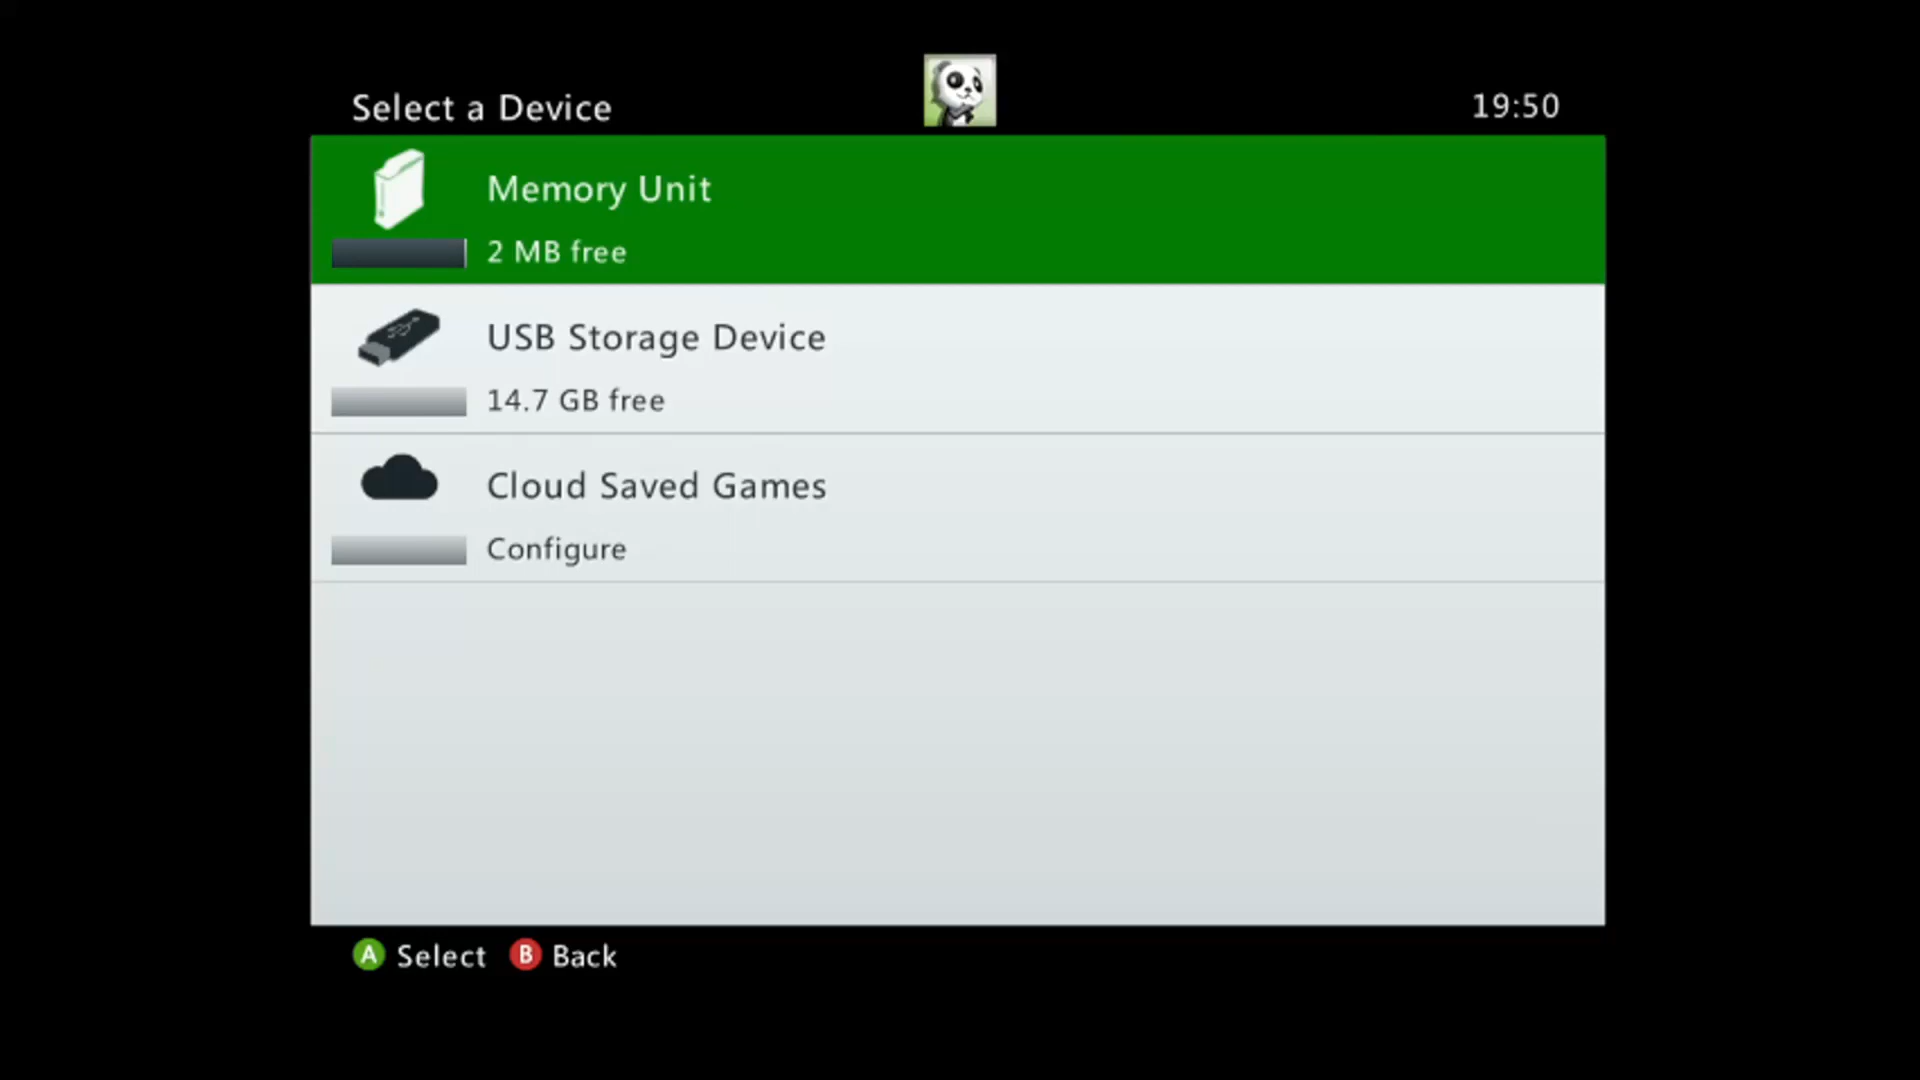 Select a Device
19:50
Memory Unit
2 MB free
USB Storage Device
14.7 GB free
Cloud Saved Games
Configure
A Select B Back